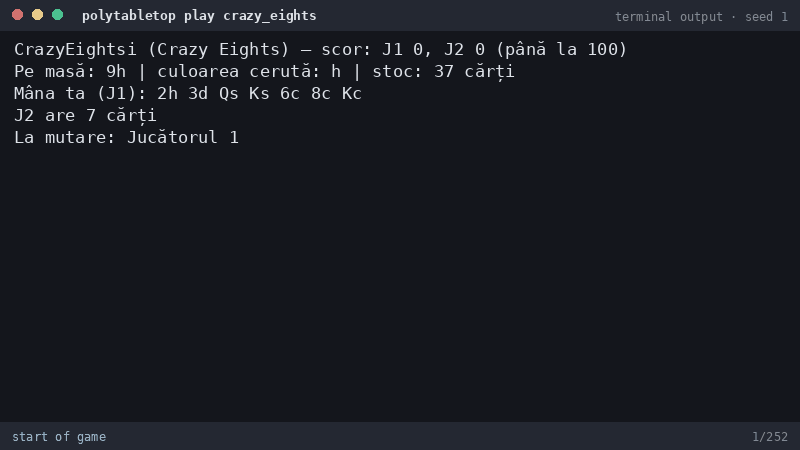 polytabletop play crazy_eights
terminal output · seed 1
CrazyEightsi (Crazy Eights) — scor: J1 0, J2 0 (până la 100)
Pe masă: 9h | culoarea cerută: h | stoc: 37 cărți
Mâna ta (J1): 2h 3d Qs Ks 6c 8c Kc
J2 are 7 cărți
La mutare: Jucătorul 1
start of game
1/252